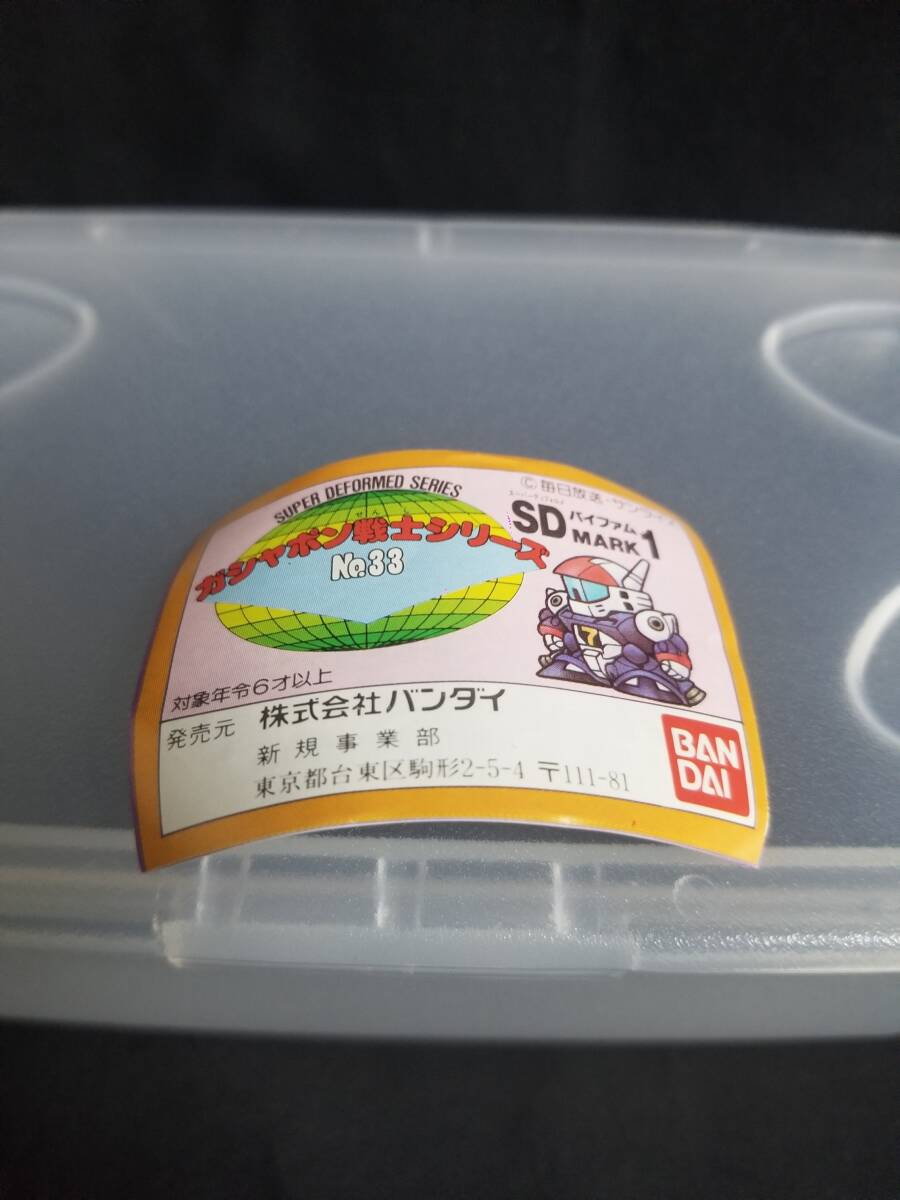 SUPER DEFORMED SERIES
ガシャポン戦士シリーズ
No.33
©毎日放送・サンライズ
SD バイファム MARK 1
7
対象年令6才以上
発売元 株式会社バンダイ
新規事業部
東京都台東区駒形2-5-4 〒111-81
BAN
DAI